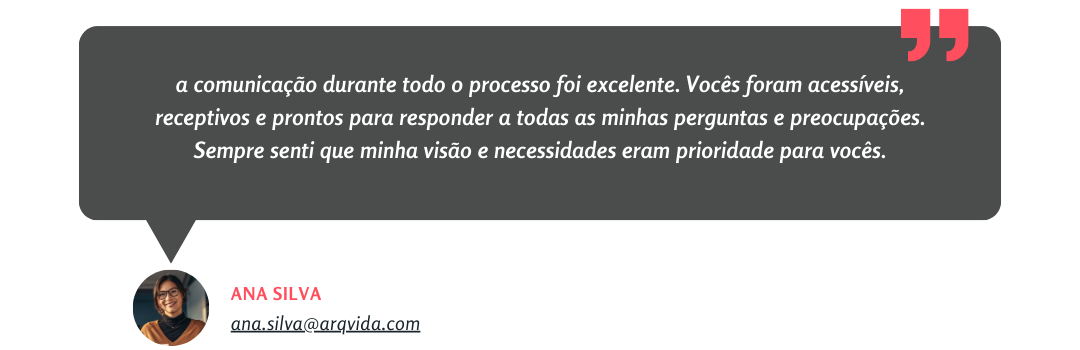 a comunicação durante todo o processo foi excelente. Vocês foram acessíveis,
receptivos e prontos para responder a todas as minhas perguntas e preocupações.
Sempre senti que minha visão e necessidades eram prioridade para vocês.
ANA SILVA
ana.silva@arqvida.com